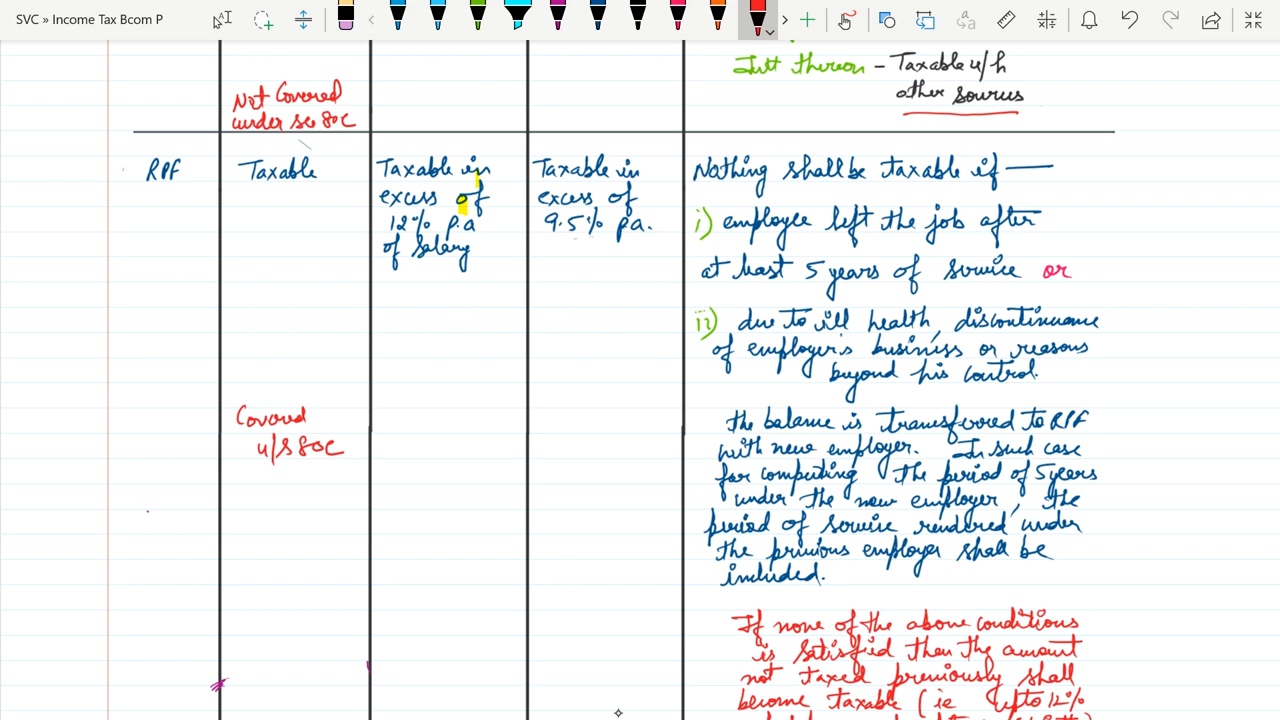 SVC » Income Tax Bcom P
Intt thereon – Taxable u/h
other sources
Not Covered
under sec 80C
RPF
Taxable
Taxable in
excess of
12% p.a
of Salary
Taxable in
excess of
9.5% p.a.
Covered
u/s 80C
Nothing shall be taxable if —
i) employee left the job after
at least 5 years of service or
ii) due to ill health, discontinuance
of employer's business or reasons
beyond his control.
the balance is transferred to RPF
with new employer. In such case
for computing the period of 5 years
under the new employer, the
period of service rendered under
the previous employer shall be
included.
If none of the above conditions
is satisfied then the amount
not taxed previously shall
become taxable (ie upto 12%